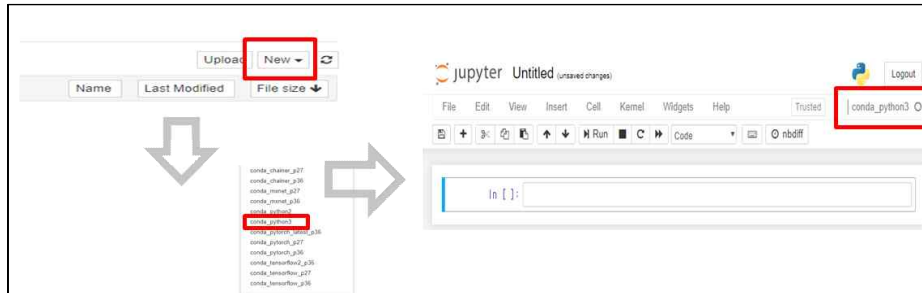 Upload New
Name Last Modified File size
conda_chainer_p27
conda_chainer_p36
conda_mxnet_p27
conda_mxnet_p36
conda_python2
conda_python3
conda_pytorch_latest_p36
conda_pytorch_p27
conda_pytorch_p36
conda_tensorflow2_p36
conda_tensorflow_p27
conda_tensorflow_p36
jupyter Untitled (unsaved changes) Logout
File Edit View Insert Cell Kernel Widgets Help Trusted conda_python3
Run Code nbdiff
In [ ]: